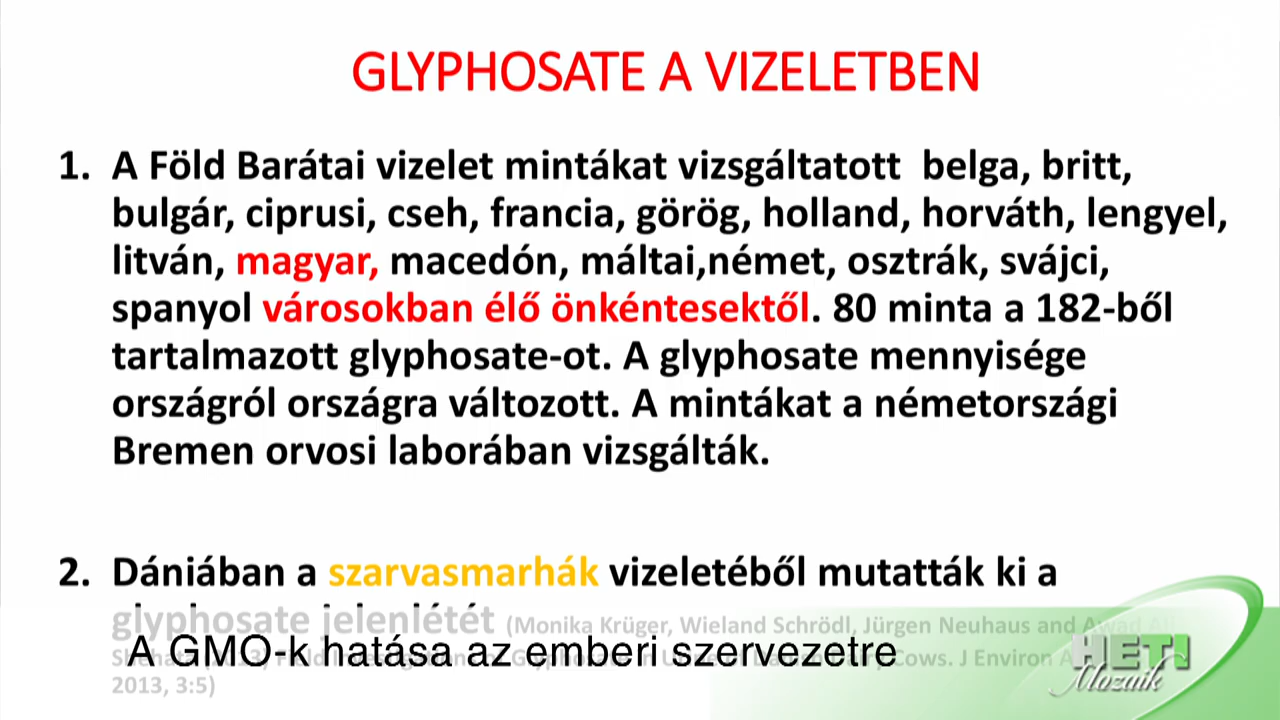 GLYPHOSATE A VIZELETBEN
1. A Föld Barátai vizelet mintákat vizsgáltatott belga, britt,
bulgár, ciprusi, cseh, francia, görög, holland, horváth, lengyel,
litván, magyar, macedón, máltai,német, osztrák, svájci,
spanyol városokban élő önkéntesektől. 80 minta a 182-ből
tartalmazott glyphosate-ot. A glyphosate mennyisége
országról országra változott. A mintákat a németországi
Bremen orvosi laborában vizsgálták.
2. Dániában a szarvasmarhák vizeletéből mutatták ki a
glyphosate jelenlétét (Monika Krüger, Wieland Schrödl, Jürgen Neuhaus and Awad
A GMO-k hatása az emberi szervezetre
Cows. J Environ
2013, 3:5)
HETI
Mozaik